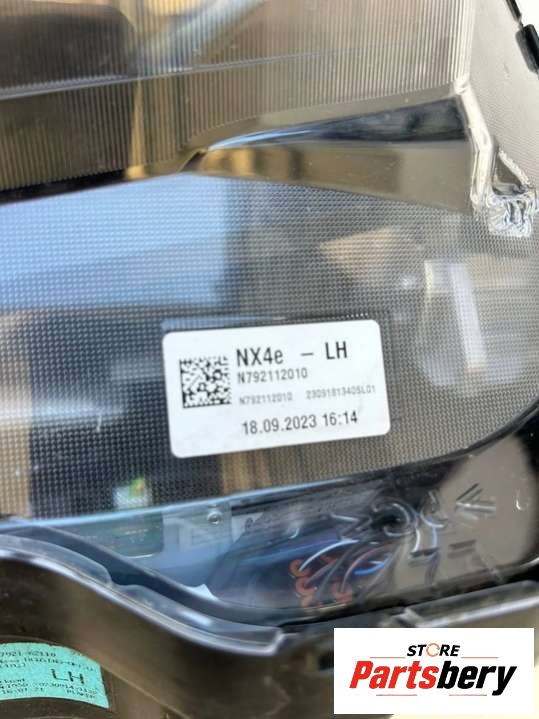 NX4e - LH
N792112010
N792112010 23091813405L01
18.09.2023 16:14
LH
STORE
Partsbery